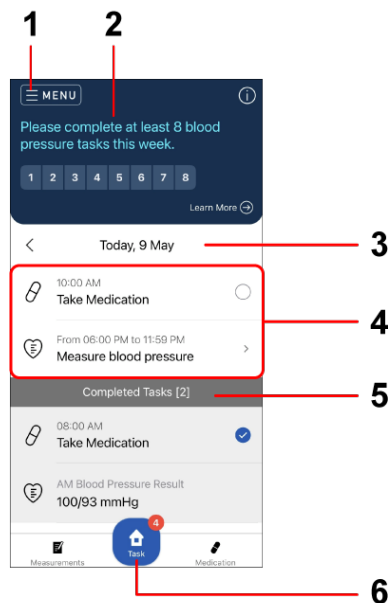 1 2
MENU
Please complete at least 8 blood
pressure tasks this week.
1 2 3 4 5 6 7 8
Learn More
Today, 9 May
3
10:00 AM
Take Medication
4
From 06:00 PM to 11:59 PM
Measure blood pressure
Completed Tasks [2]
5
08:00 AM
Take Medication
AM Blood Pressure Result
100/93 mmHg
4
Measurements Task Medication
6